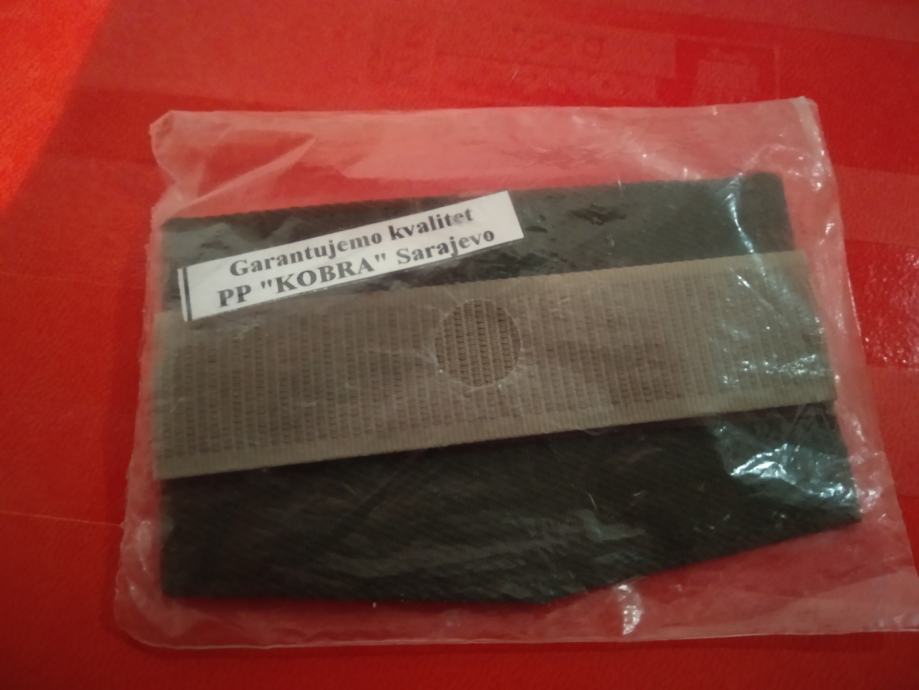 Garantujemo kvalitet
PP "KOBRA" Sarajevo